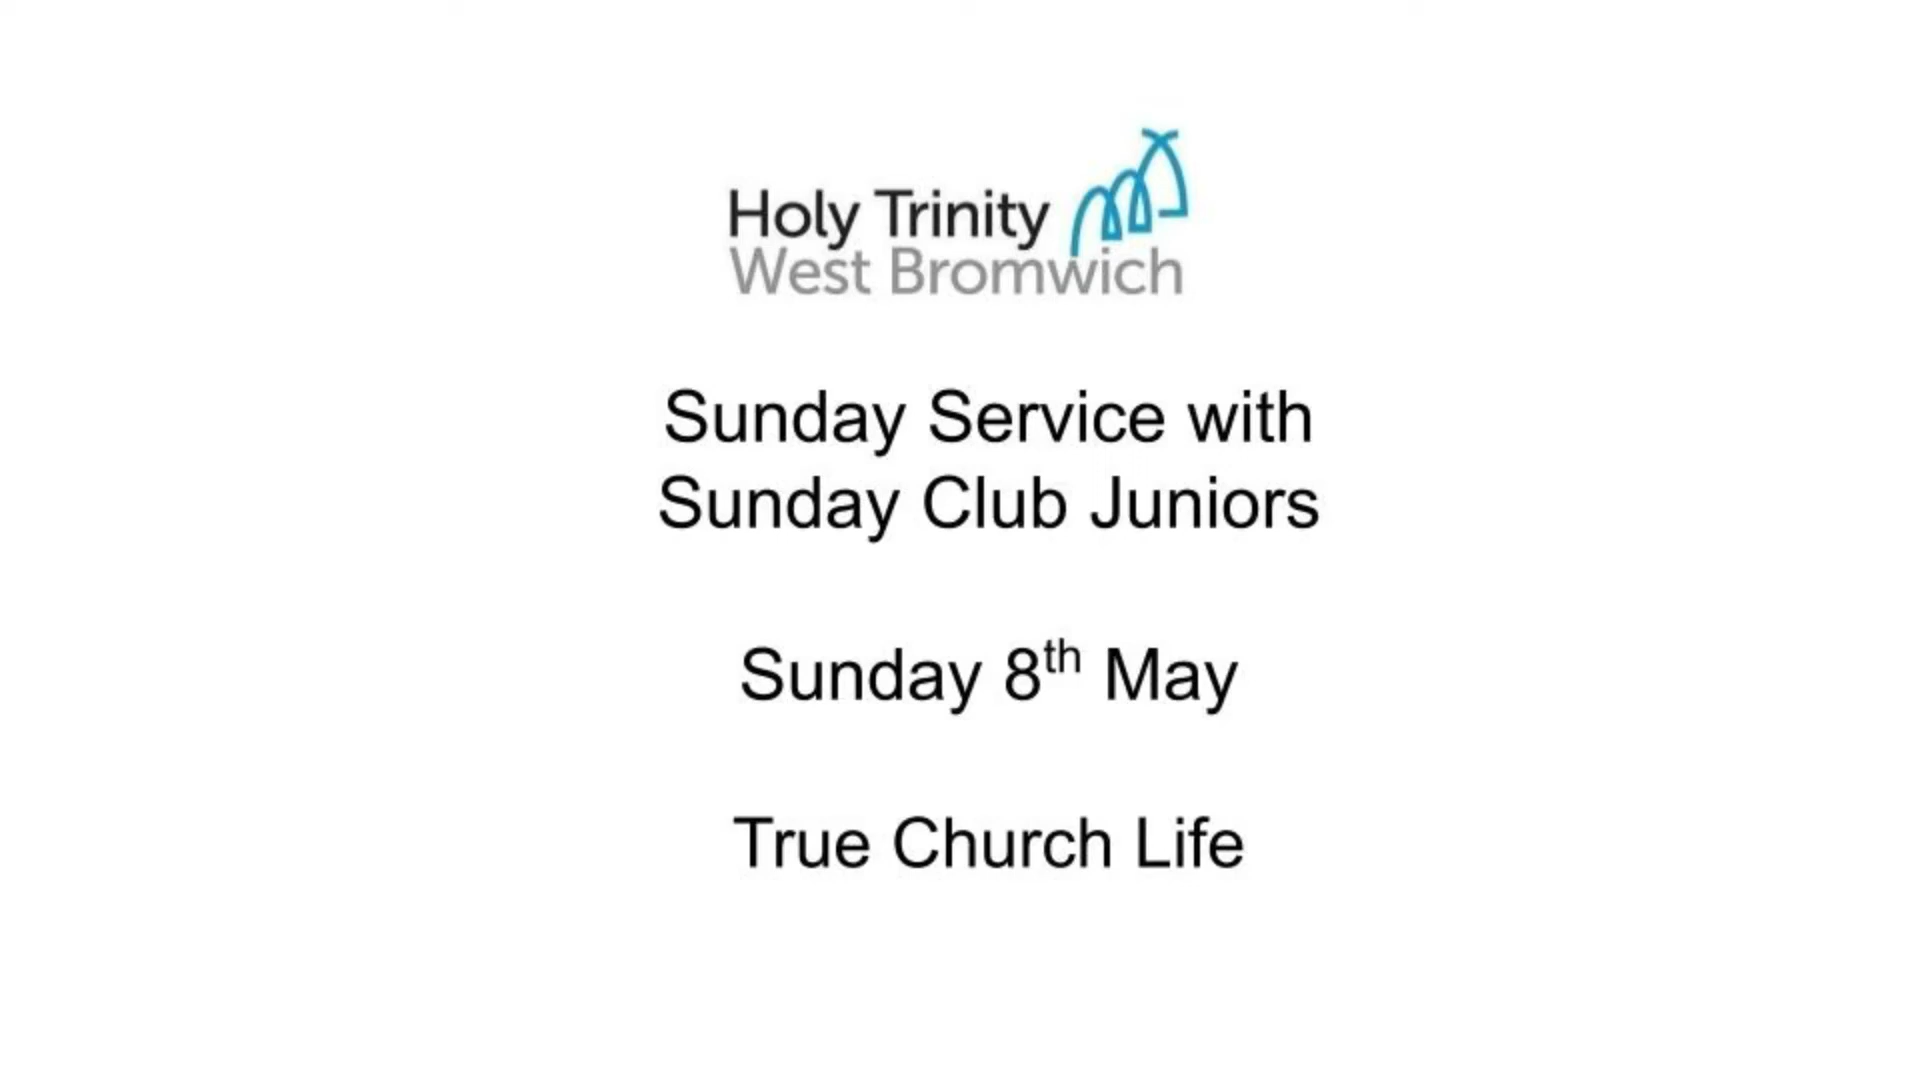 Holy Trinity
West Bromwich
Sunday Service with
Sunday Club Juniors
Sunday 8th May
True Church Life